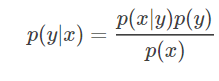 p(y|x) = p(x|y)p(y) / p(x)